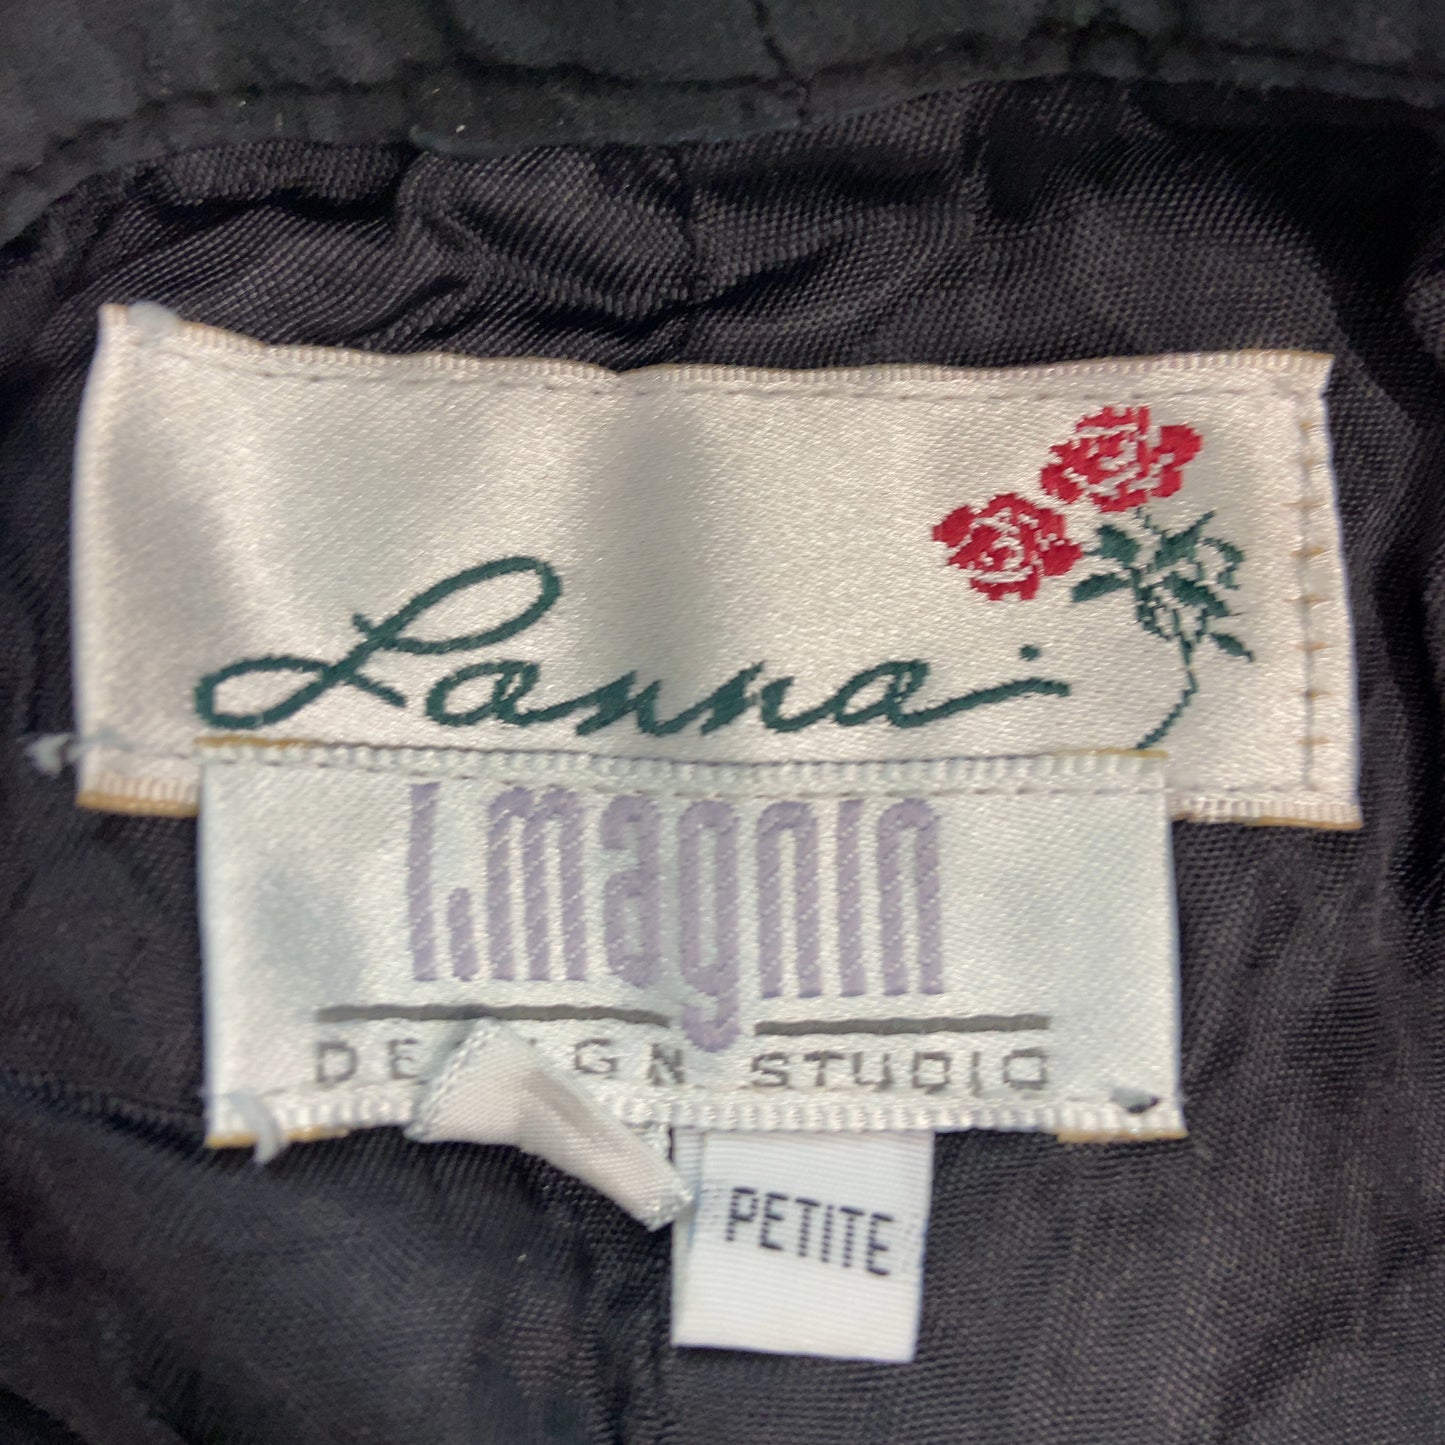 Lanna
I.magnin
DESIGN STUDIO
PETITE